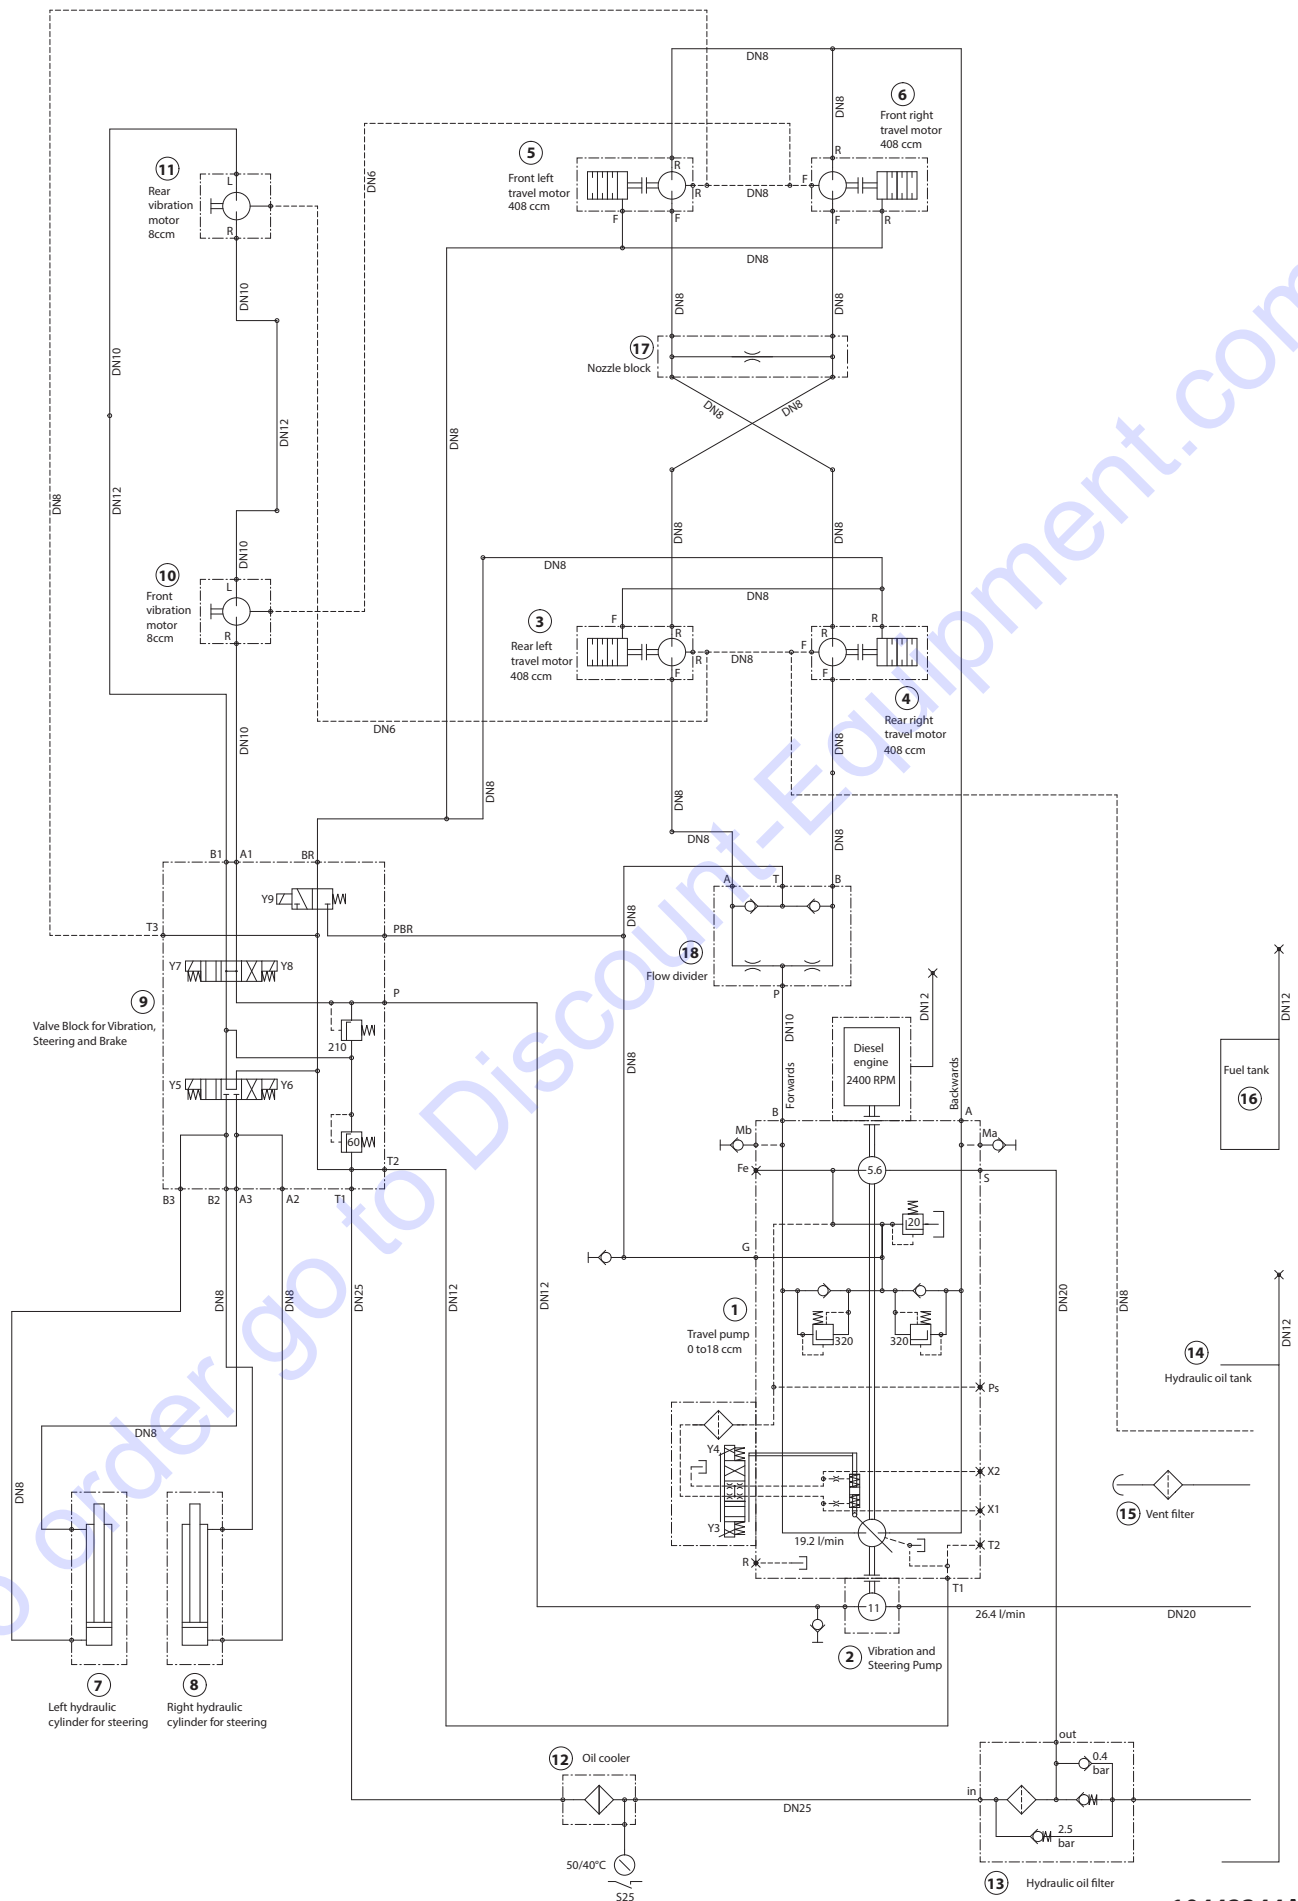 DN8
DN8
6
Front right
travel motor
408 ccm
5
Front left
travel motor
408 ccm
11
Rear
vibration
motor
8ccm
L
R
DN6
R
R
F
F
DN8
R
F
F
R
DN8
DN10
DN8
DN8
17
Nozzle block
DN10
DN12
DN8
DN8
DN8
DN12
DN8
DN8
DN8
DN10
DN8
10
Front
vibration
motor
8ccm
L
R
DN8
3
Rear left
travel motor
408 ccm
F
R
R
F
DN8
R
R
F
F
4
Rear right
travel motor
408 ccm
DN6
DN10
DN8
DN8
DN8
DN8
DN8
B1
A1
BR
Y9
T3
PBR
Y7
Y8
9
Valve Block for Vibration,
Steering and Brake
P
210
Y5
Y6
60
T2
B3
B2
A3
A2
T1
A
T
B
DN8
18
Flow divider
P
DN10
DN8
DN12
Diesel
engine
2400 RPM
Forwards
Backwards
B
A
Mb
Ma
Fe
5.6
S
20
G
DN12
Fuel tank
16
DN8
DN8
DN25
DN12
DN12
DN20
DN8
1
Travel pump
0 to18 ccm
320
320
14
Hydraulic oil tank
DN12
Ps
Y4
X2
Y3
X1
19.2 l/min
R
T2
T1
15
Vent filter
DN8
DN8
11
26.4 l/min
DN20
2
Vibration and
Steering Pump
7
Left hydraulic
cylinder for steering
8
Right hydraulic
cylinder for steering
12
Oil cooler
out
0.4
bar
in
DN25
2.5
bar
50/40°C
S25
13
Hydraulic oil filter
o order go to Discount-Equipment.com